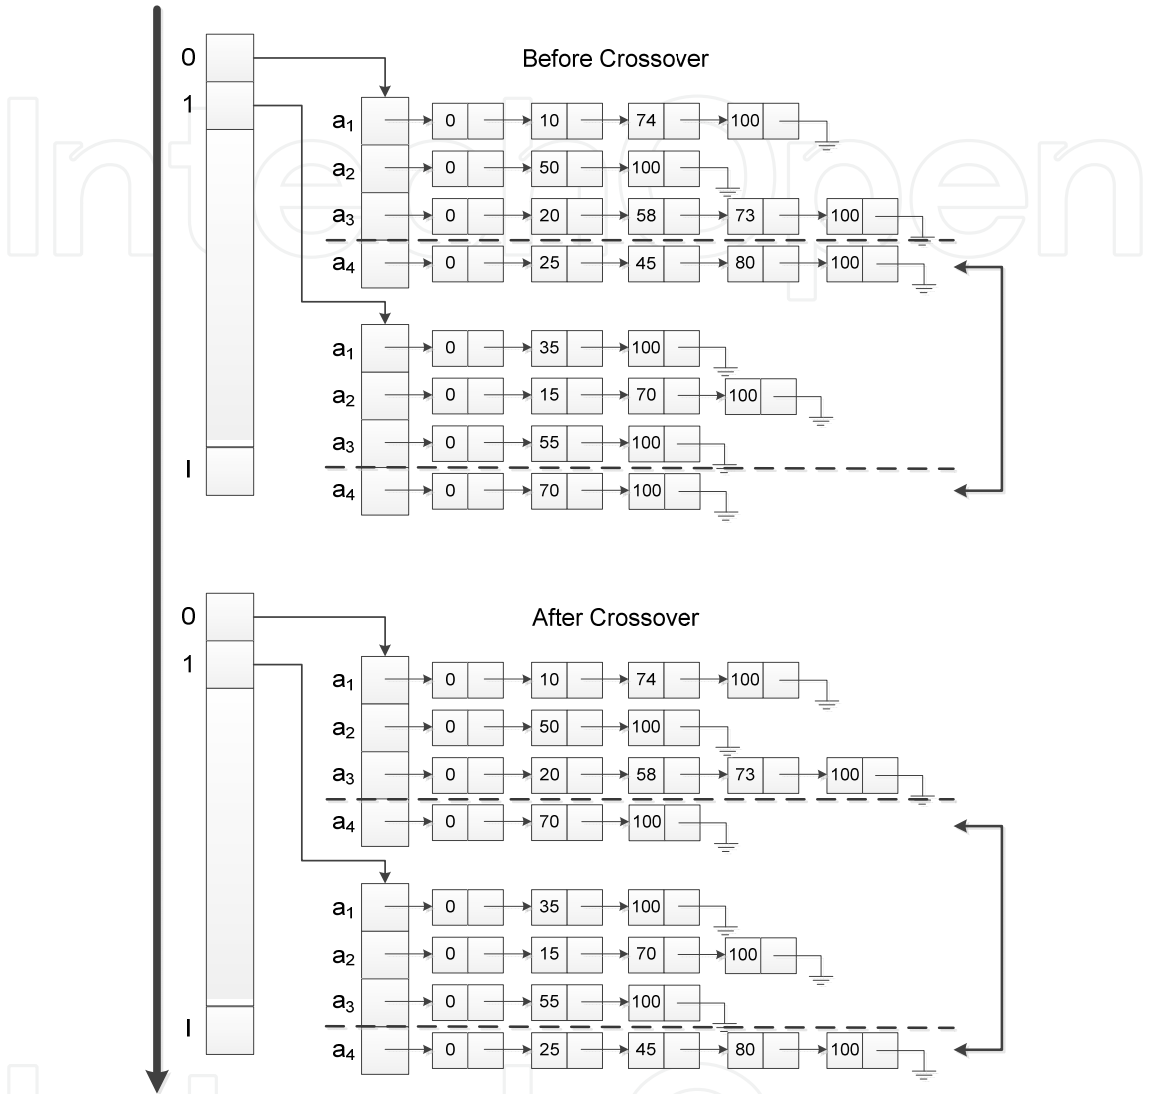 Before Crossover
0
1
I
a1 0 10 74 100
a2 0 50 100
a3 0 20 58 73 100
a4 0 25 45 80 100
a1 0 35 100
a2 0 15 70 100
a3 0 55 100
a4 0 70 100
After Crossover
0
1
I
a1 0 10 74 100
a2 0 50 100
a3 0 20 58 73 100
a4 0 70 100
a1 0 35 100
a2 0 15 70 100
a3 0 55 100
a4 0 25 45 80 100
IntechOpen